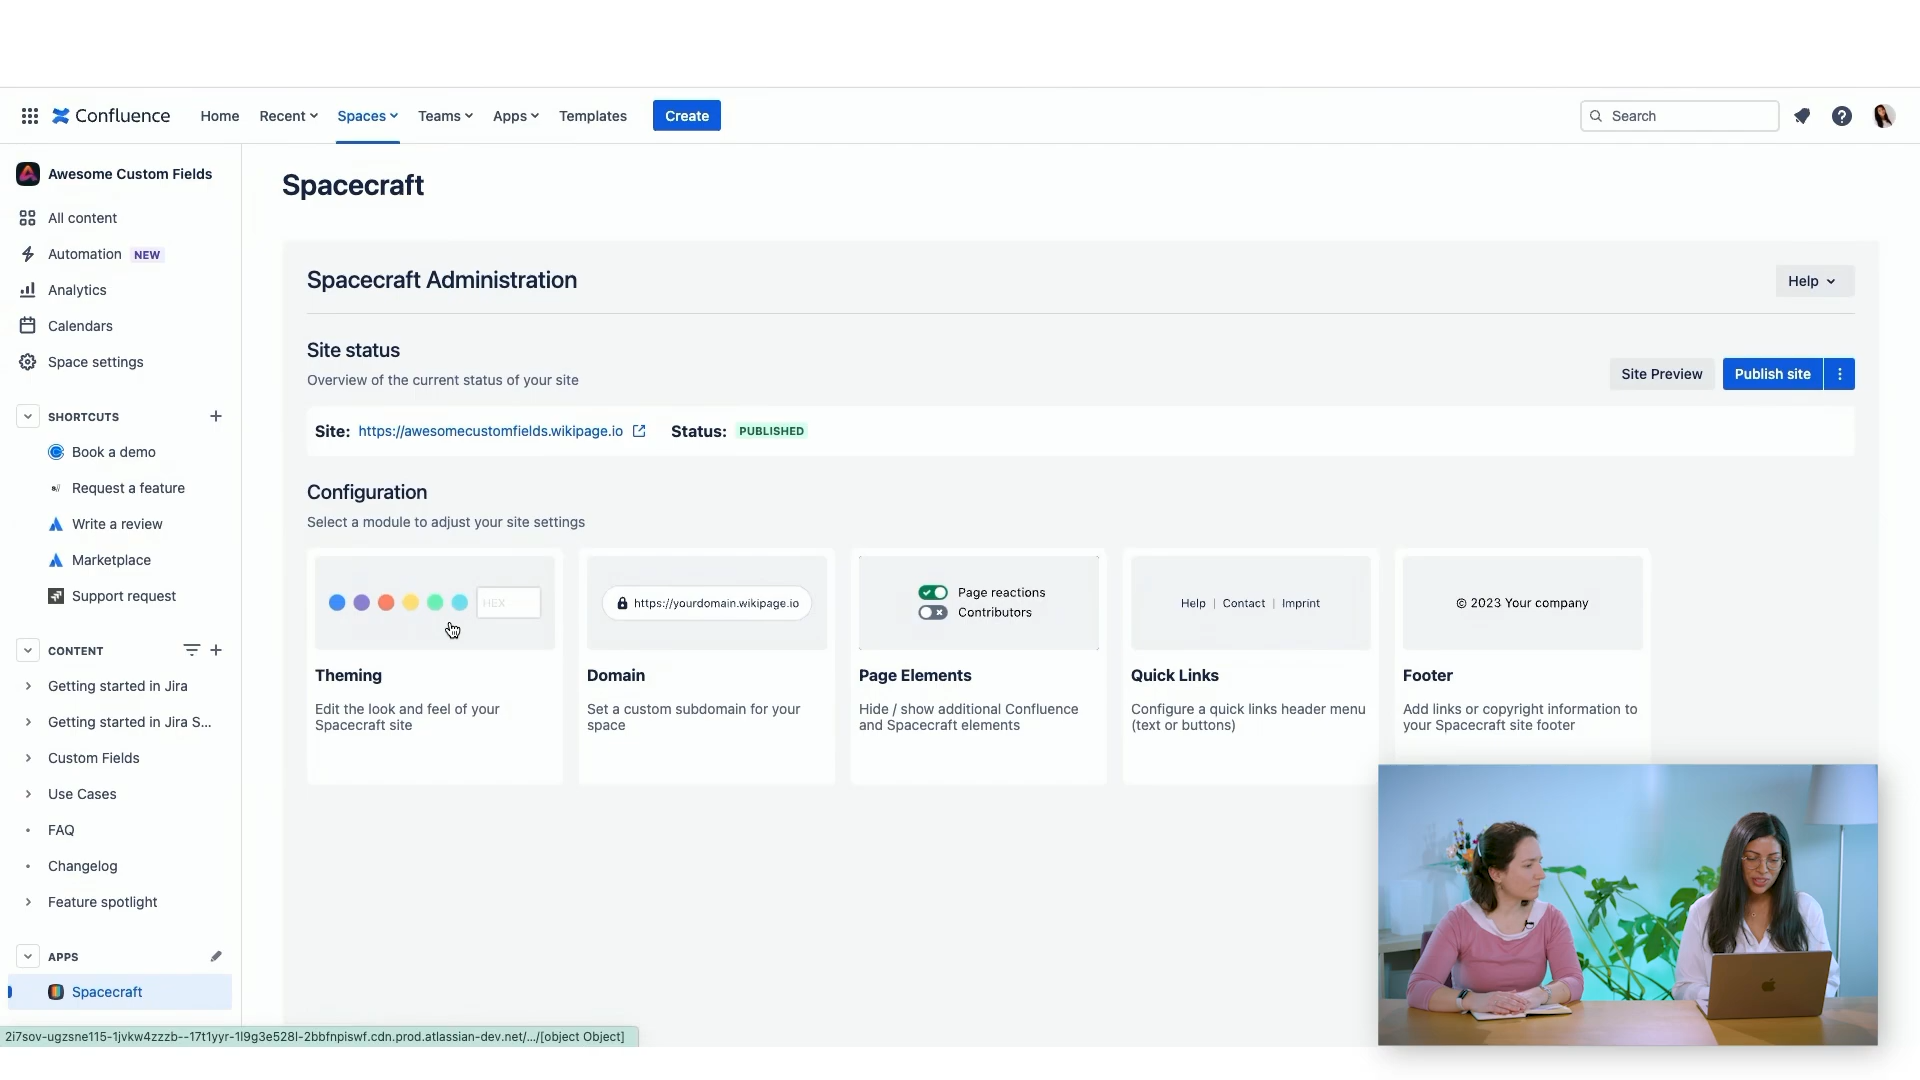 Confluence
Home
Recent
Spaces
Teams
Apps
Templates
Create
Search
Awesome Custom Fields
All content
Automation NEW
Analytics
Calendars
Space settings
SHORTCUTS
Book a demo
Request a feature
Write a review
Marketplace
Support request
CONTENT
Getting started in Jira
Getting started in Jira S...
Custom Fields
Use Cases
FAQ
Changelog
Feature spotlight
APPS
Spacecraft
Spacecraft
Spacecraft Administration
Help
Site status
Overview of the current status of your site
Site Preview
Publish site
Site: https://awesomecustomfields.wikipage.io Status: PUBLISHED
Configuration
Select a module to adjust your site settings
HEX
Theming
Edit the look and feel of your
Spacecraft site
https://yourdomain.wikipage.io
Domain
Set a custom subdomain for your
space
Page reactions
Contributors
Page Elements
Hide / show additional Confluence
and Spacecraft elements
Help | Contact | Imprint
Quick Links
Configure a quick links header menu
(text or buttons)
© 2023 Your company
Footer
Add links or copyright information to
your Spacecraft site footer
2i7sov-ugzsne115-1jvkw4zzzb--17t1yyr-1l9g3e528l-2bbfnpiswf.cdn.prod.atlassian-dev.net/.../[object Object]